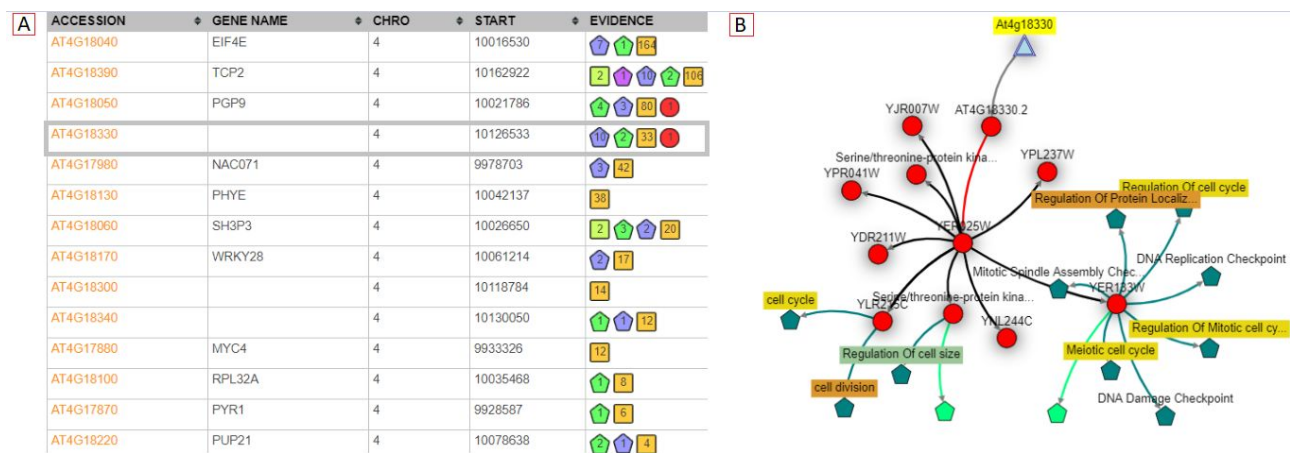 A
ACCESSION GENE NAME CHRO START EVIDENCE
AT4G18040 EIF4E 4 10016530 7 1 164
AT4G18390 TCP2 4 10162922 2 1 10 2 106
AT4G18050 PGP9 4 10021786 4 3 80 1
AT4G18330 4 10126533 10 2 33 1
AT4G17980 NAC071 4 9978703 3 42
AT4G18130 PHYE 4 10042137 38
AT4G18060 SH3P3 4 10026650 2 3 2 20
AT4G18170 WRKY28 4 10061214 2 17
AT4G18300 4 10118784 14
AT4G18340 4 10130050 1 1 12
AT4G17880 MYC4 4 9933326 12
AT4G18100 RPL32A 4 10035468 1 8
AT4G17870 PYR1 4 9928587 1 6
AT4G18220 PUP21 4 10078638 2 1 4
B
At4g18330
YJR007W
AT4G18330.2
Serine/threonine-protein kina...
YPL237W
YPR041W
Regulation Of cell cycle
Regulation Of Protein Localiz...
YER025W
YDR211W
DNA Replication Checkpoint
Mitotic Spindle Assembly Chec...
YER133W
cell cycle
Serine/threonine-protein kina...
YNL244C
Regulation Of Mitotic cell cy...
Regulation Of cell size
Meiotic cell cycle
cell division
DNA Damage Checkpoint